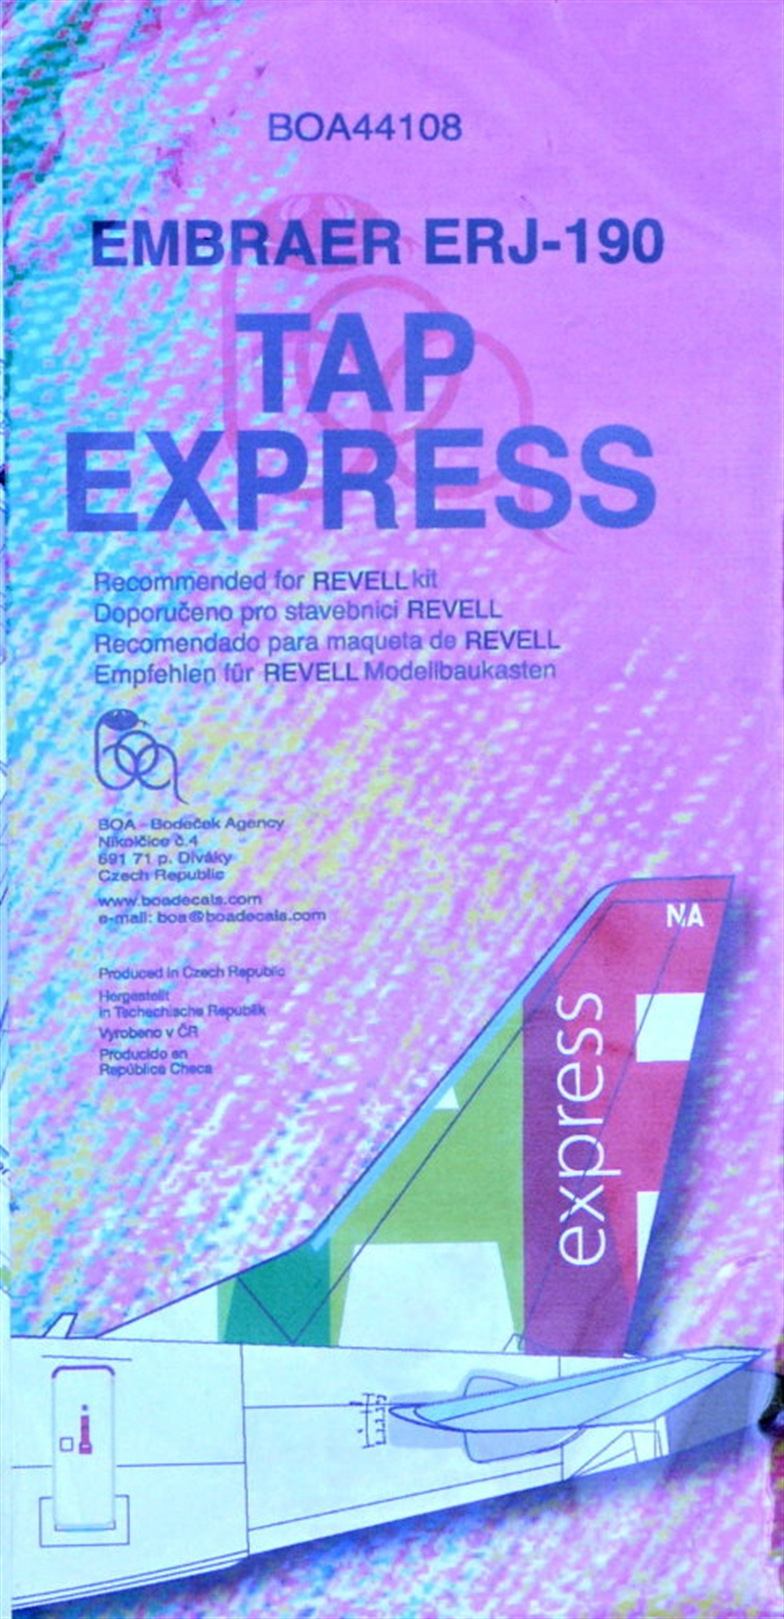 BOA44108
EMBRAER ERJ-190
TAP
EXPRESS
Recommended for REVELL kit
Doporučeno pro stavebnici REVELL
Recomendado para maqueta de REVELL
Empfehlen für REVELL Modellbaukasten
boa
BOA - Bodeček Agency
Nikolčice č.4
691 71 p. Diváky
Czech Republic
www.boadecals.com
e-mail: boa@boadecals.com
Produced in Czech Republic
Hergestellt
in Tschechische Republik
Vyrobeno v ČR
Producido en
República Checa
NA
express